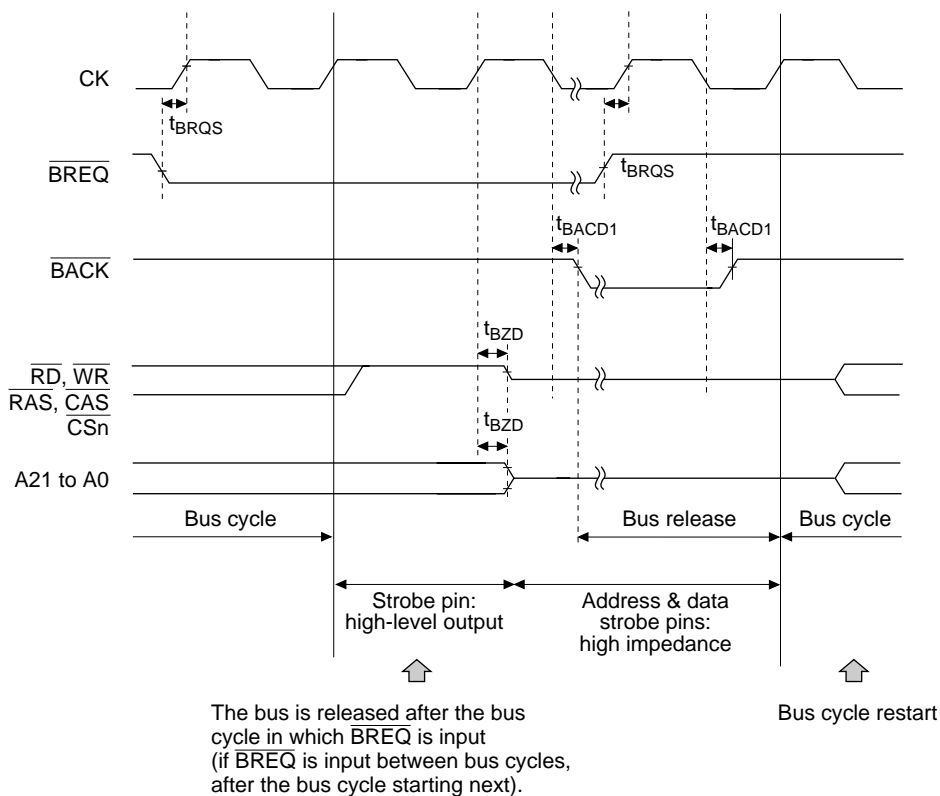 CK
tBRQS
BREQ
tBRQS
tBACD1
tBACD1
BACK
tBZD
RD, WR
RAS, CAS
CSn
tBZD
A21 to A0
Bus cycle
Bus release
Bus cycle
Strobe pin:
high-level output
Address & data
strobe pins:
high impedance
The bus is released after the bus
cycle in which BREQ is input
(if BREQ is input between bus cycles,
after the bus cycle starting next).
Bus cycle restart